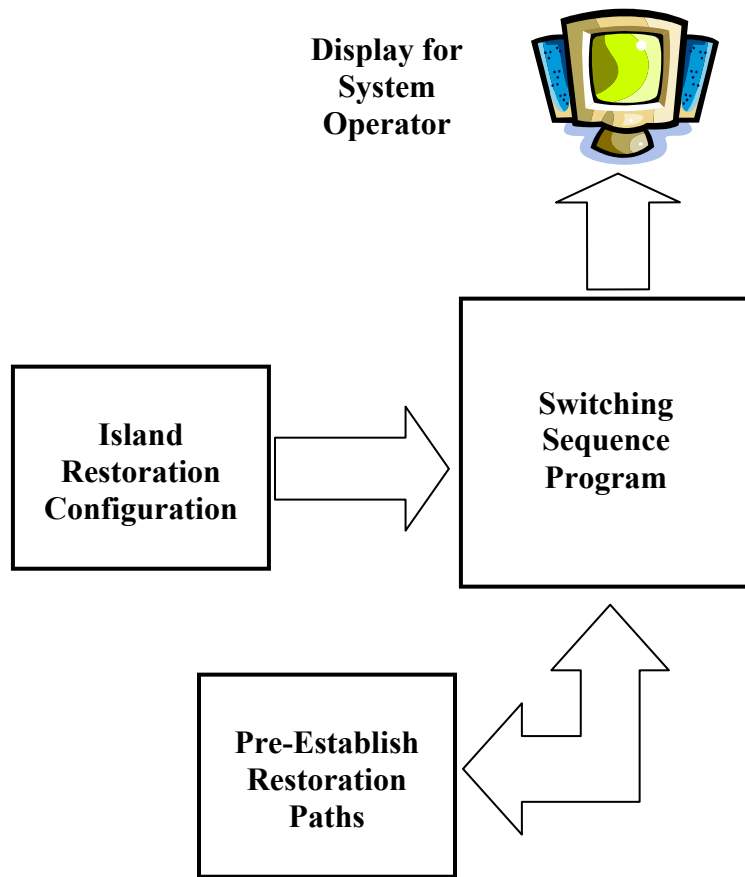 Display for
System
Operator
Island
Restoration
Configuration
Switching
Sequence
Program
Pre-Establish
Restoration
Paths